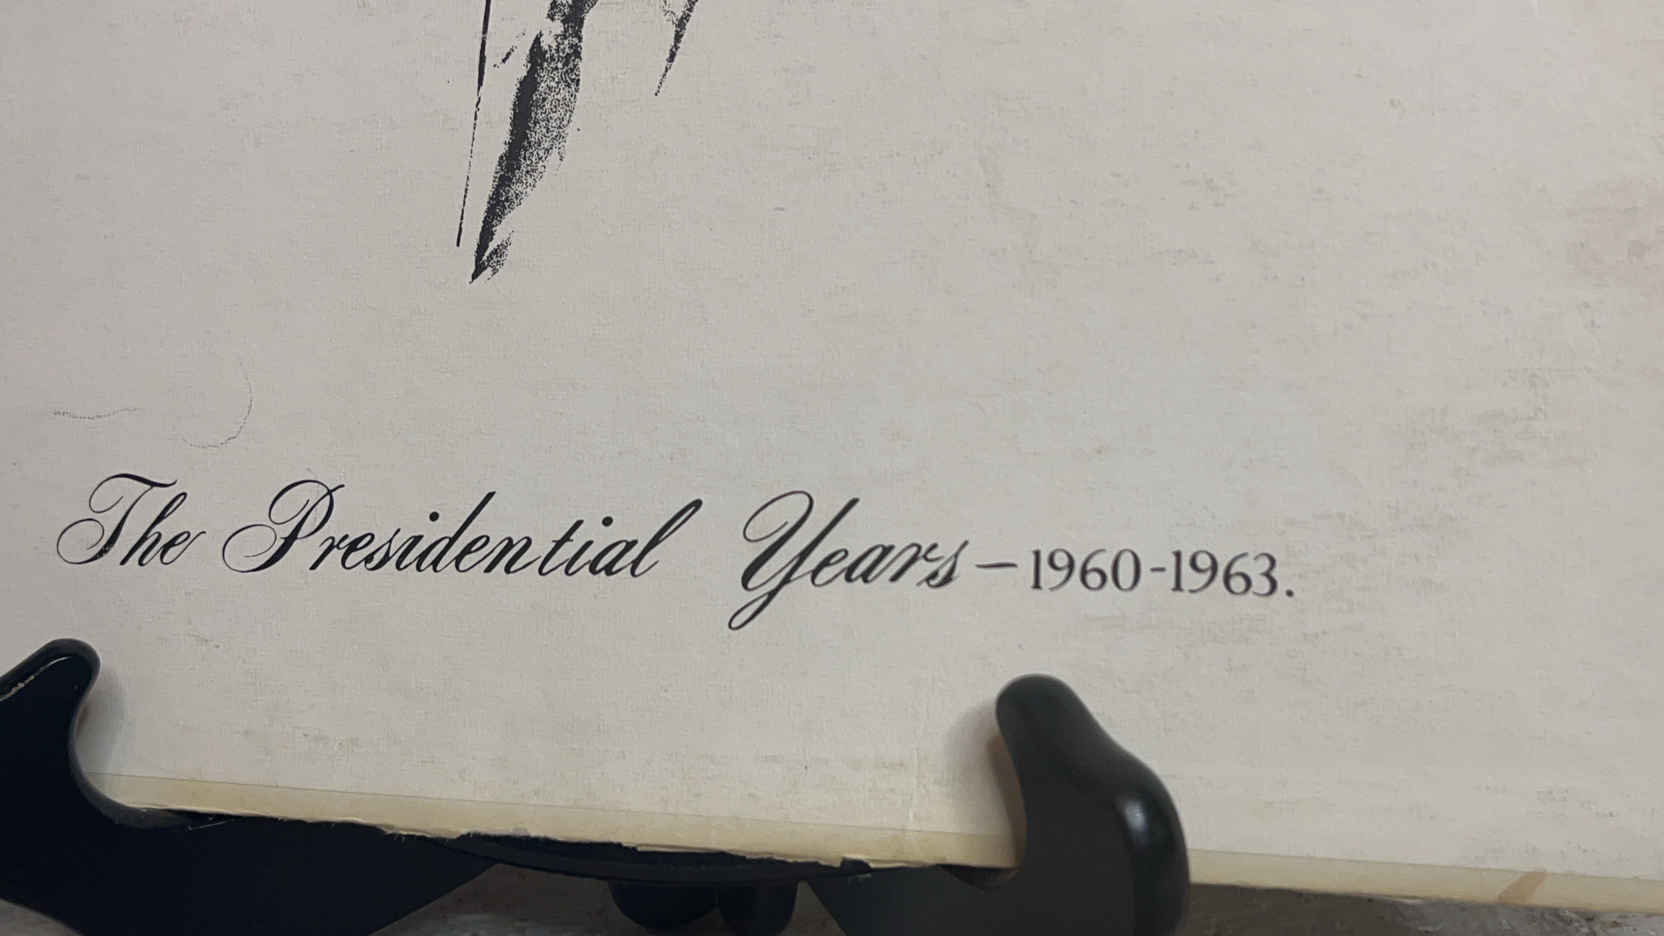 The Presidential Years – 1960-1963.